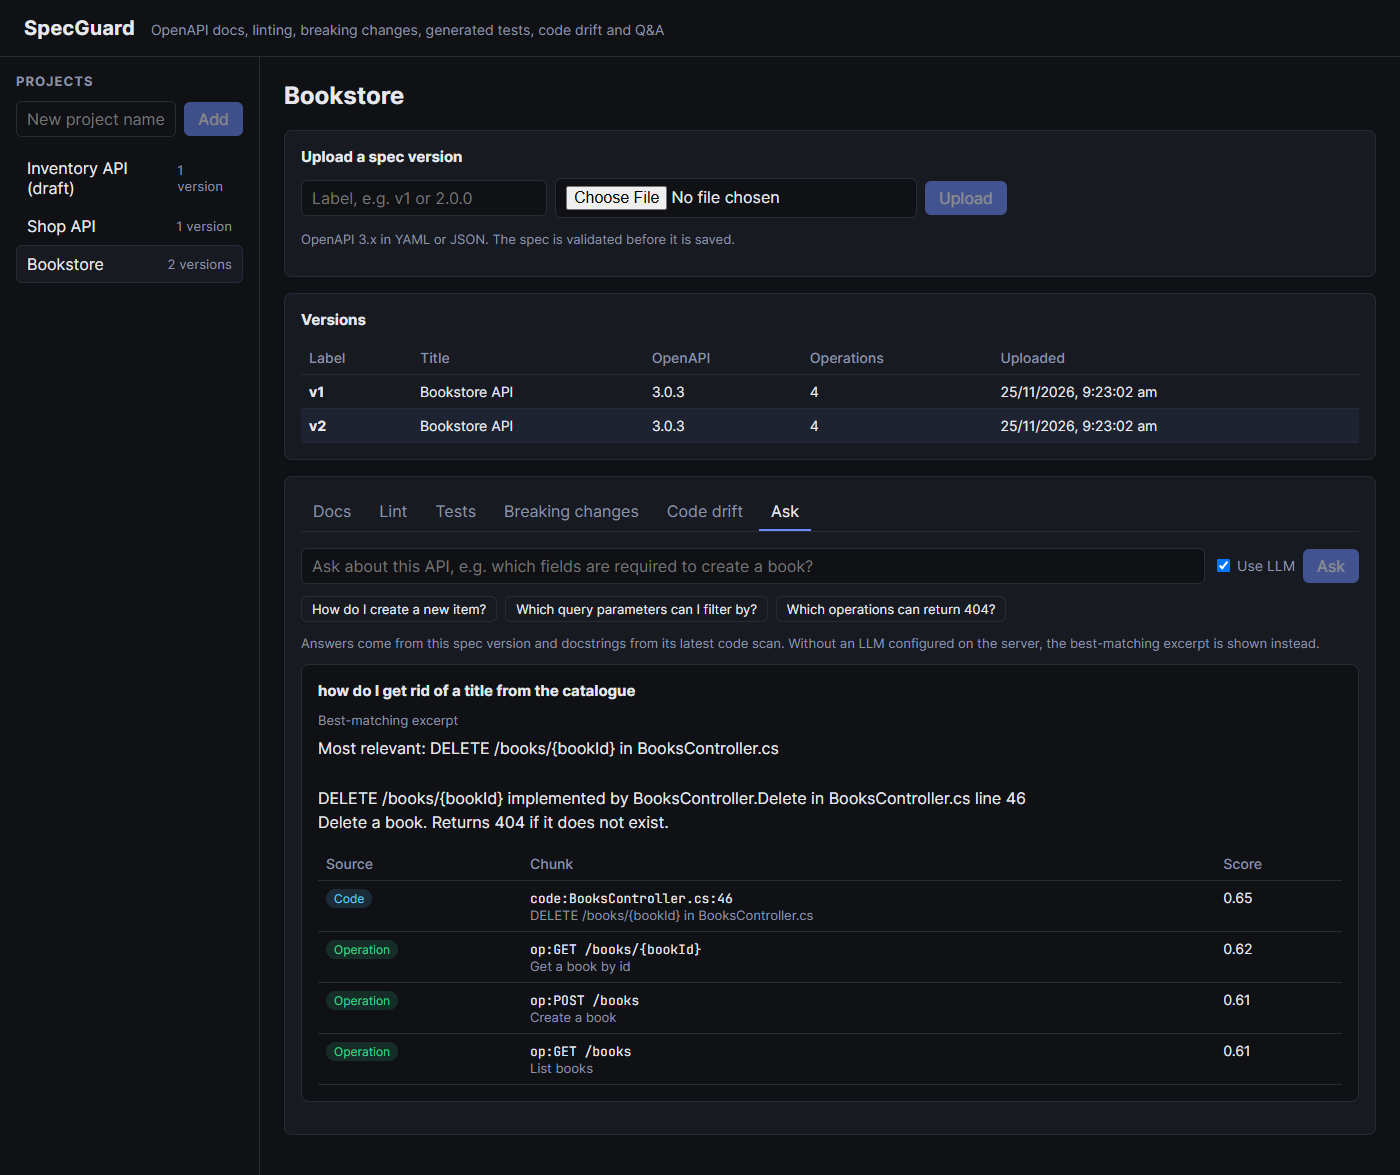 SpecGuard
OpenAPI docs, linting, breaking changes, generated tests, code drift and Q&A
PROJECTS
New project name
Add
Inventory API
(draft)
1
version
Shop API
1 version
Bookstore
2 versions
Bookstore
Upload a spec version
Label, e.g. v1 or 2.0.0
Choose File No file chosen
Upload
OpenAPI 3.x in YAML or JSON. The spec is validated before it is saved.
Versions
Label Title OpenAPI Operations Uploaded
v1 Bookstore API 3.0.3 4 25/11/2026, 9:23:02 am
v2 Bookstore API 3.0.3 4 25/11/2026, 9:23:02 am
Docs Lint Tests Breaking changes Code drift Ask
Ask about this API, e.g. which fields are required to create a book?
Use LLM
Ask
How do I create a new item? Which query parameters can I filter by? Which operations can return 404?
Answers come from this spec version and docstrings from its latest code scan. Without an LLM configured on the server, the best-matching excerpt is shown instead.
how do I get rid of a title from the catalogue
Best-matching excerpt
Most relevant: DELETE /books/{bookId} in BooksController.cs
DELETE /books/{bookId} implemented by BooksController.Delete in BooksController.cs line 46
Delete a book. Returns 404 if it does not exist.
Source Chunk Score
Code code:BooksController.cs:46 0.65
DELETE /books/{bookId} in BooksController.cs
Operation op:GET /books/{bookId} 0.62
Get a book by id
Operation op:POST /books 0.61
Create a book
Operation op:GET /books 0.61
List books